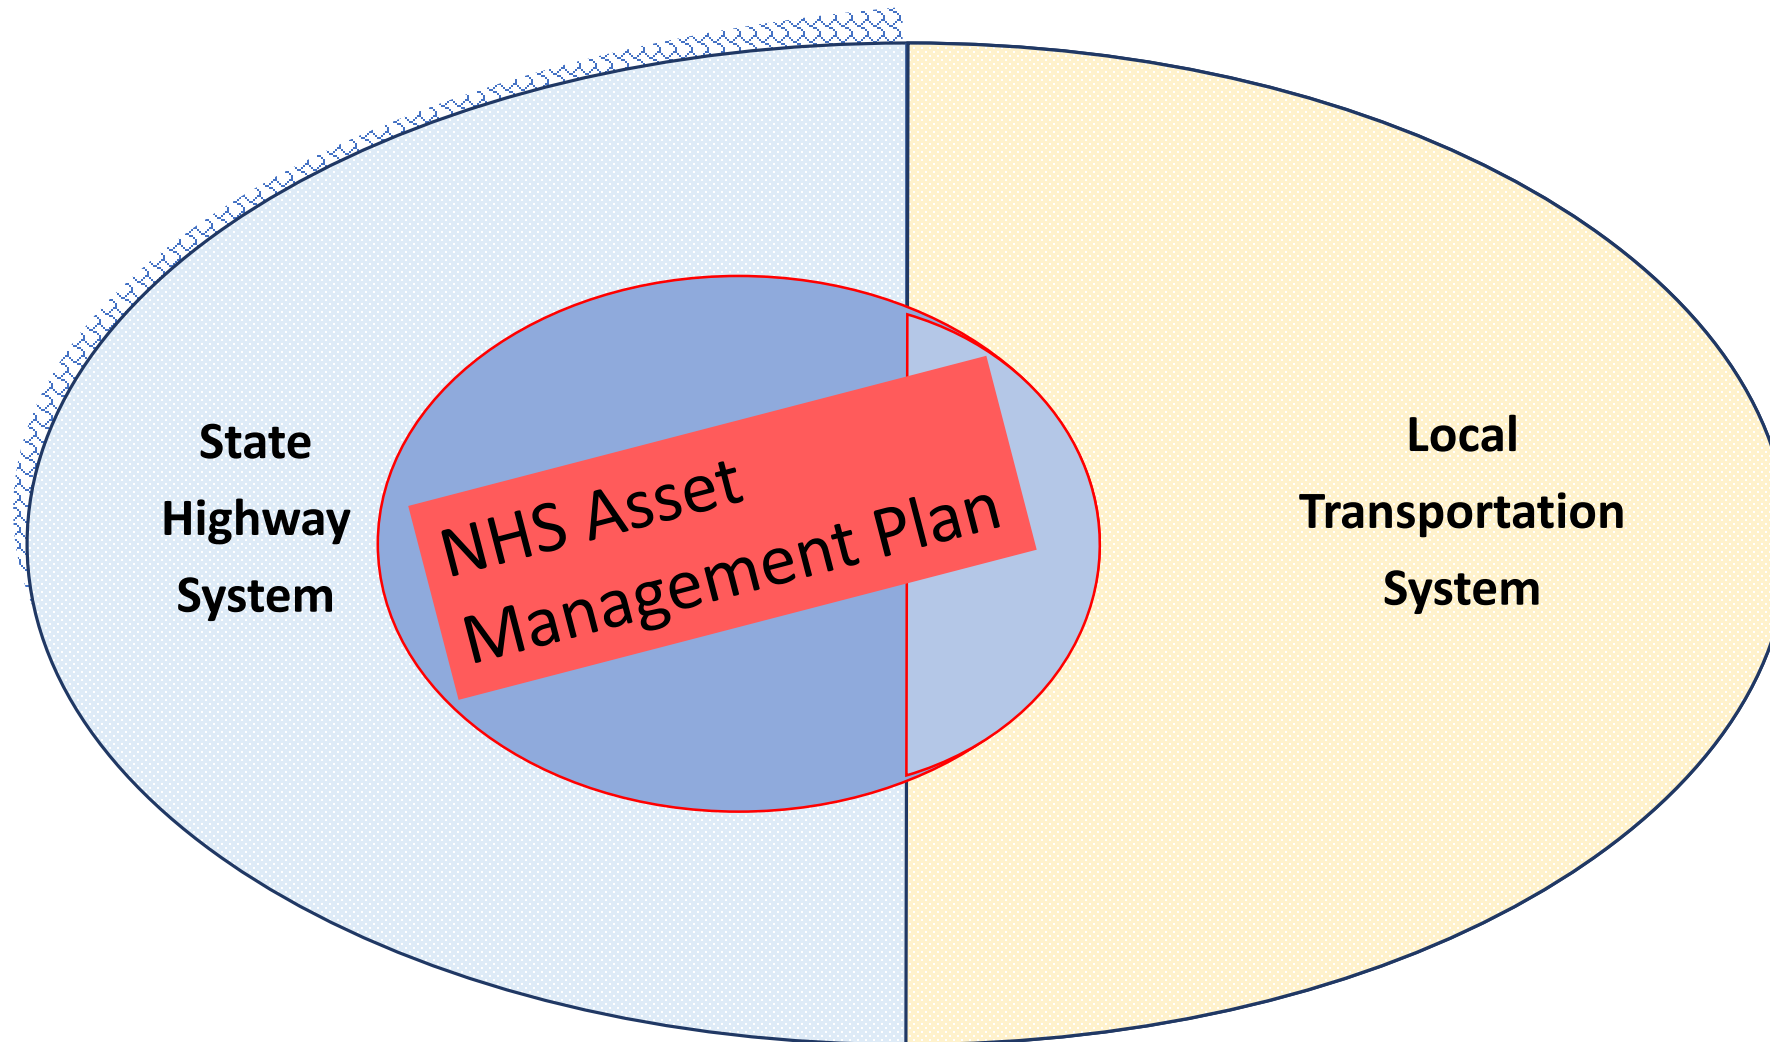 State
Highway
System
NHS Asset
Management Plan
Local
Transportation
System